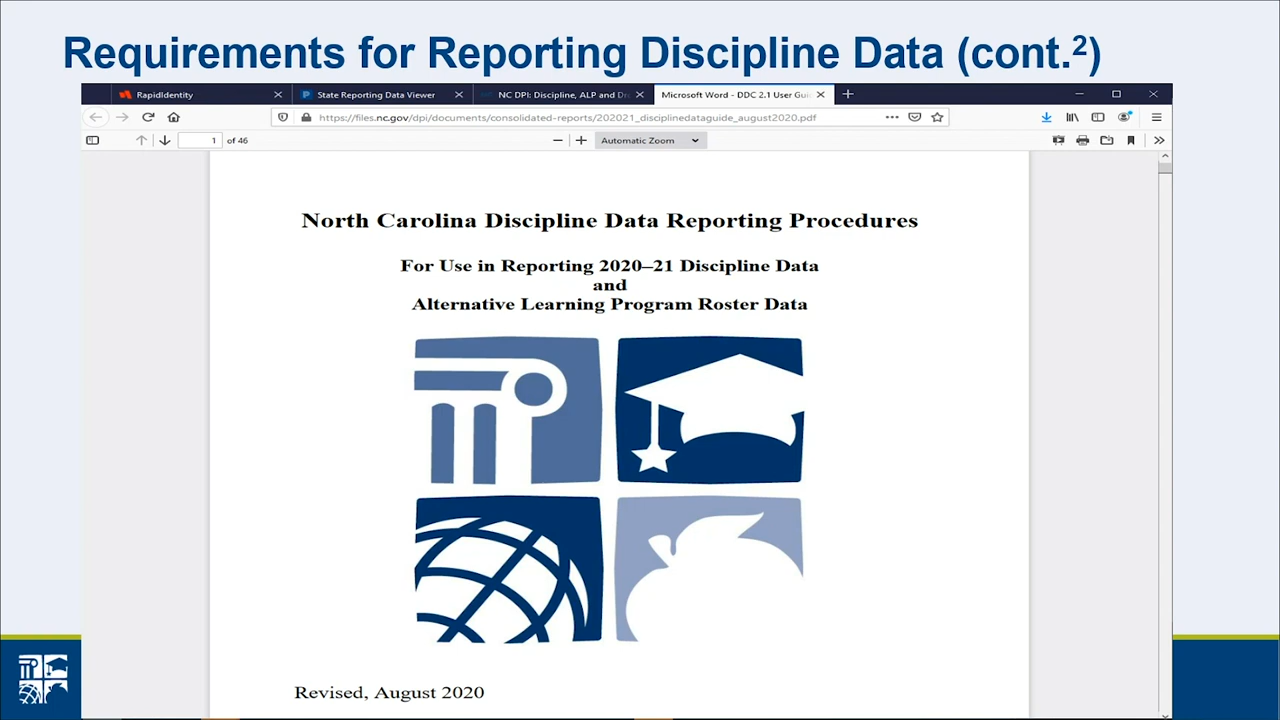 Requirements for Reporting Discipline Data (cont.²)
RapidIdentity
State Reporting Data Viewer
NC DPI: Discipline, ALP and Dr
Microsoft Word - DDC 2.1 User Gui
https://files.nc.gov/dpi/documents/consolidated-reports/202021_disciplinedataguide_august2020.pdf
1 of 46
Automatic Zoom
North Carolina Discipline Data Reporting Procedures
For Use in Reporting 2020–21 Discipline Data
and
Alternative Learning Program Roster Data
Revised, August 2020